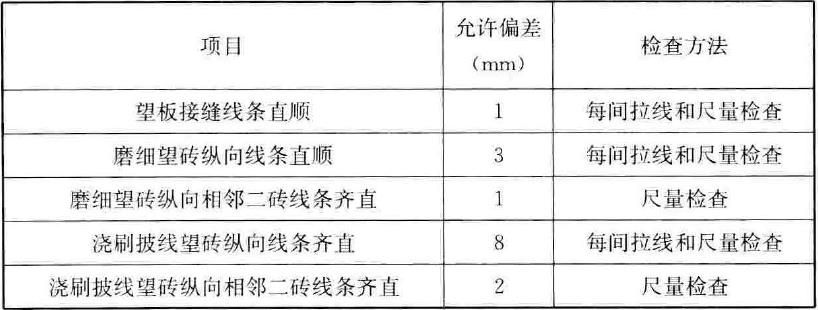 项目 允许偏差（mm） 检查方法
望板接缝线条直顺 1 每间拉线和尺量检查
磨细望砖纵向线条直顺 3 每间拉线和尺量检查
磨细望砖纵向相邻二砖线条齐直 1 尺量检查
浇刷披线望砖纵向线条齐直 8 每间拉线和尺量检查
浇刷披线望砖纵向相邻二砖线条齐直 2 尺量检查